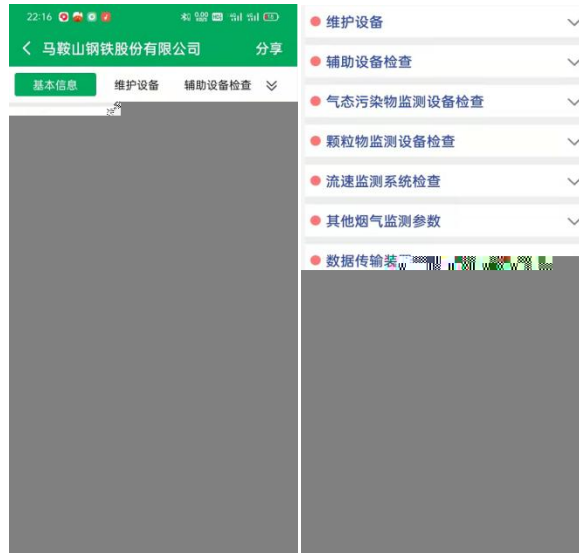 22:16
马鞍山钢铁股份有限公司 分享
基本信息 维护设备 辅助设备检查
维护设备
辅助设备检查
气态污染物监测设备检查
颗粒物监测设备检查
流速监测系统检查
其他烟气监测参数
数据传输装